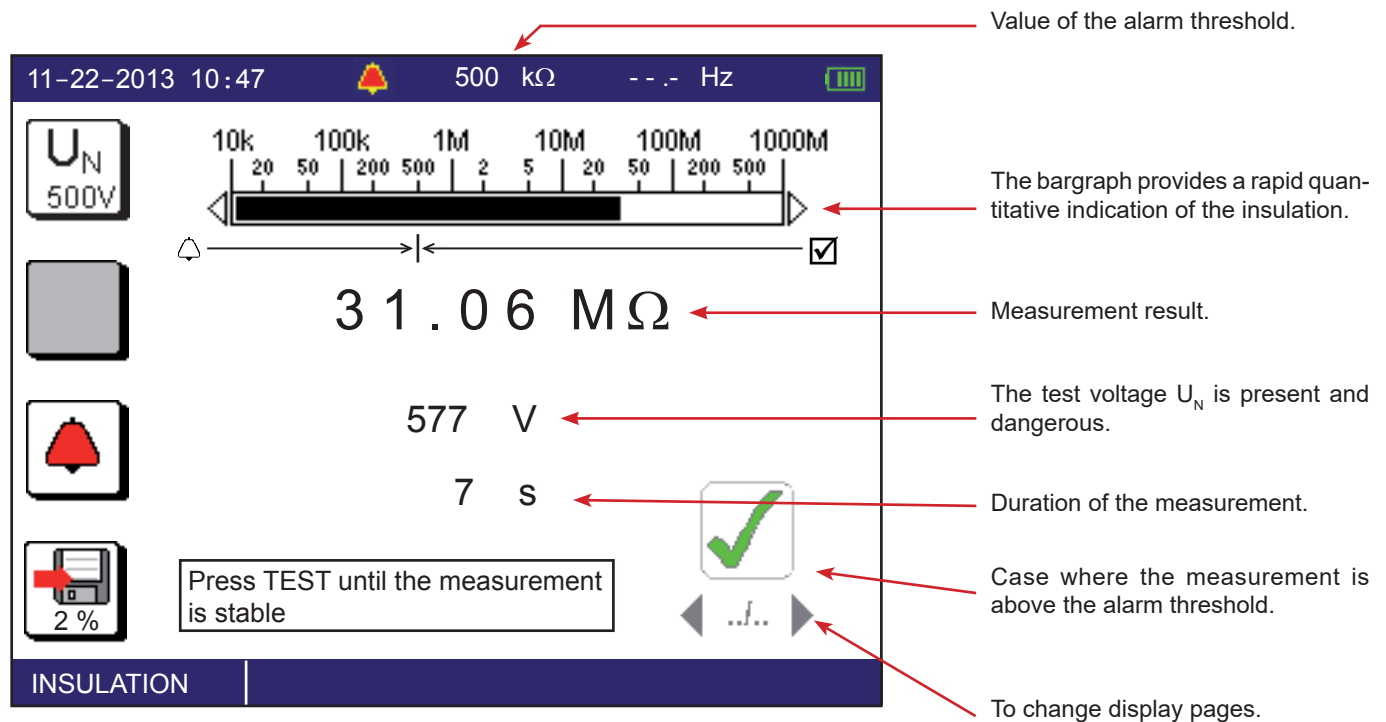 Value of the alarm threshold.
11-22-2013 10:47 500 kΩ - - .- Hz
UN
500V
10k 100k 1M 10M 100M 1000M
20 50 200 500 2 5 20 50 200 500
The bargraph provides a rapid quan-
titative indication of the insulation.
31.06 MΩ
Measurement result.
577 V
The test voltage UN is present and
dangerous.
7 s
Duration of the measurement.
2 %
Press TEST until the measurement
is stable
Case where the measurement is
above the alarm threshold.
../..
INSULATION
To change display pages.